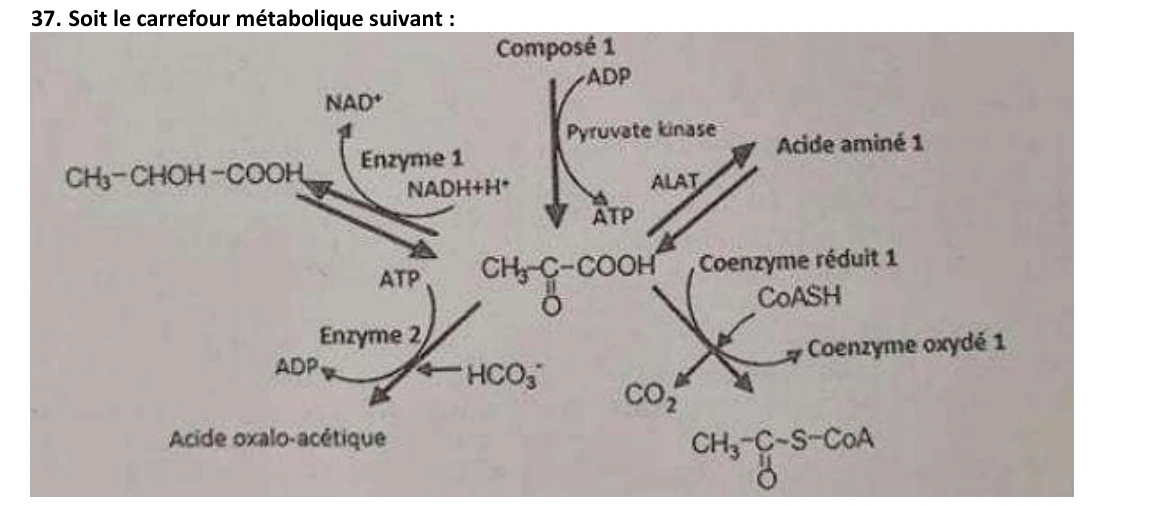 37. Soit le carrefour métabolique suivant :
Composé 1
ADP
NAD⁺
Pyruvate kinase
Acide aminé 1
Enzyme 1
CH₃-CHOH-COOH
NADH+H⁺
ALAT
ATP
CH₃-C-COOH
O
Coenzyme réduit 1
ATP
CoASH
Enzyme 2
Coenzyme oxydé 1
ADP
HCO₃⁻
CO₂
Acide oxalo-acétique
CH₃-C-S-CoA
O